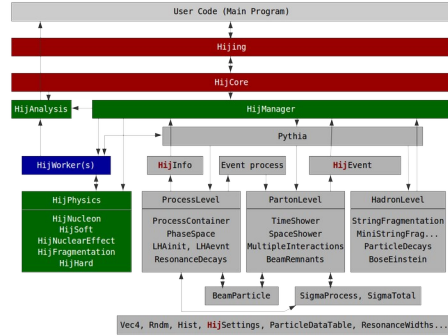 User Code (Main Program)
Hijing
HijCore
HijAnalysis
HijManager
Pythia
HijWorker(s)
HijInfo
Event process
HijEvent
HijPhysics
HijNucleon
HijSoft
HijNuclearEffect
HijFragmentation
HijHard
ProcessLevel
ProcessContainer
PhaseSpace
LHAinit, LHAevnt
ResonanceDecays
PartonLevel
TimeShower
SpaceShower
MultipleInteractions
BeamRemnants
HadronLevel
StringFragmentation
MiniStringFrag...
ParticleDecays
BoseEinstein
BeamParticle
SigmaProcess, SigmaTotal
Vec4, Rndm, Hist, HijSettings, ParticleDataTable, ResonanceWidths...